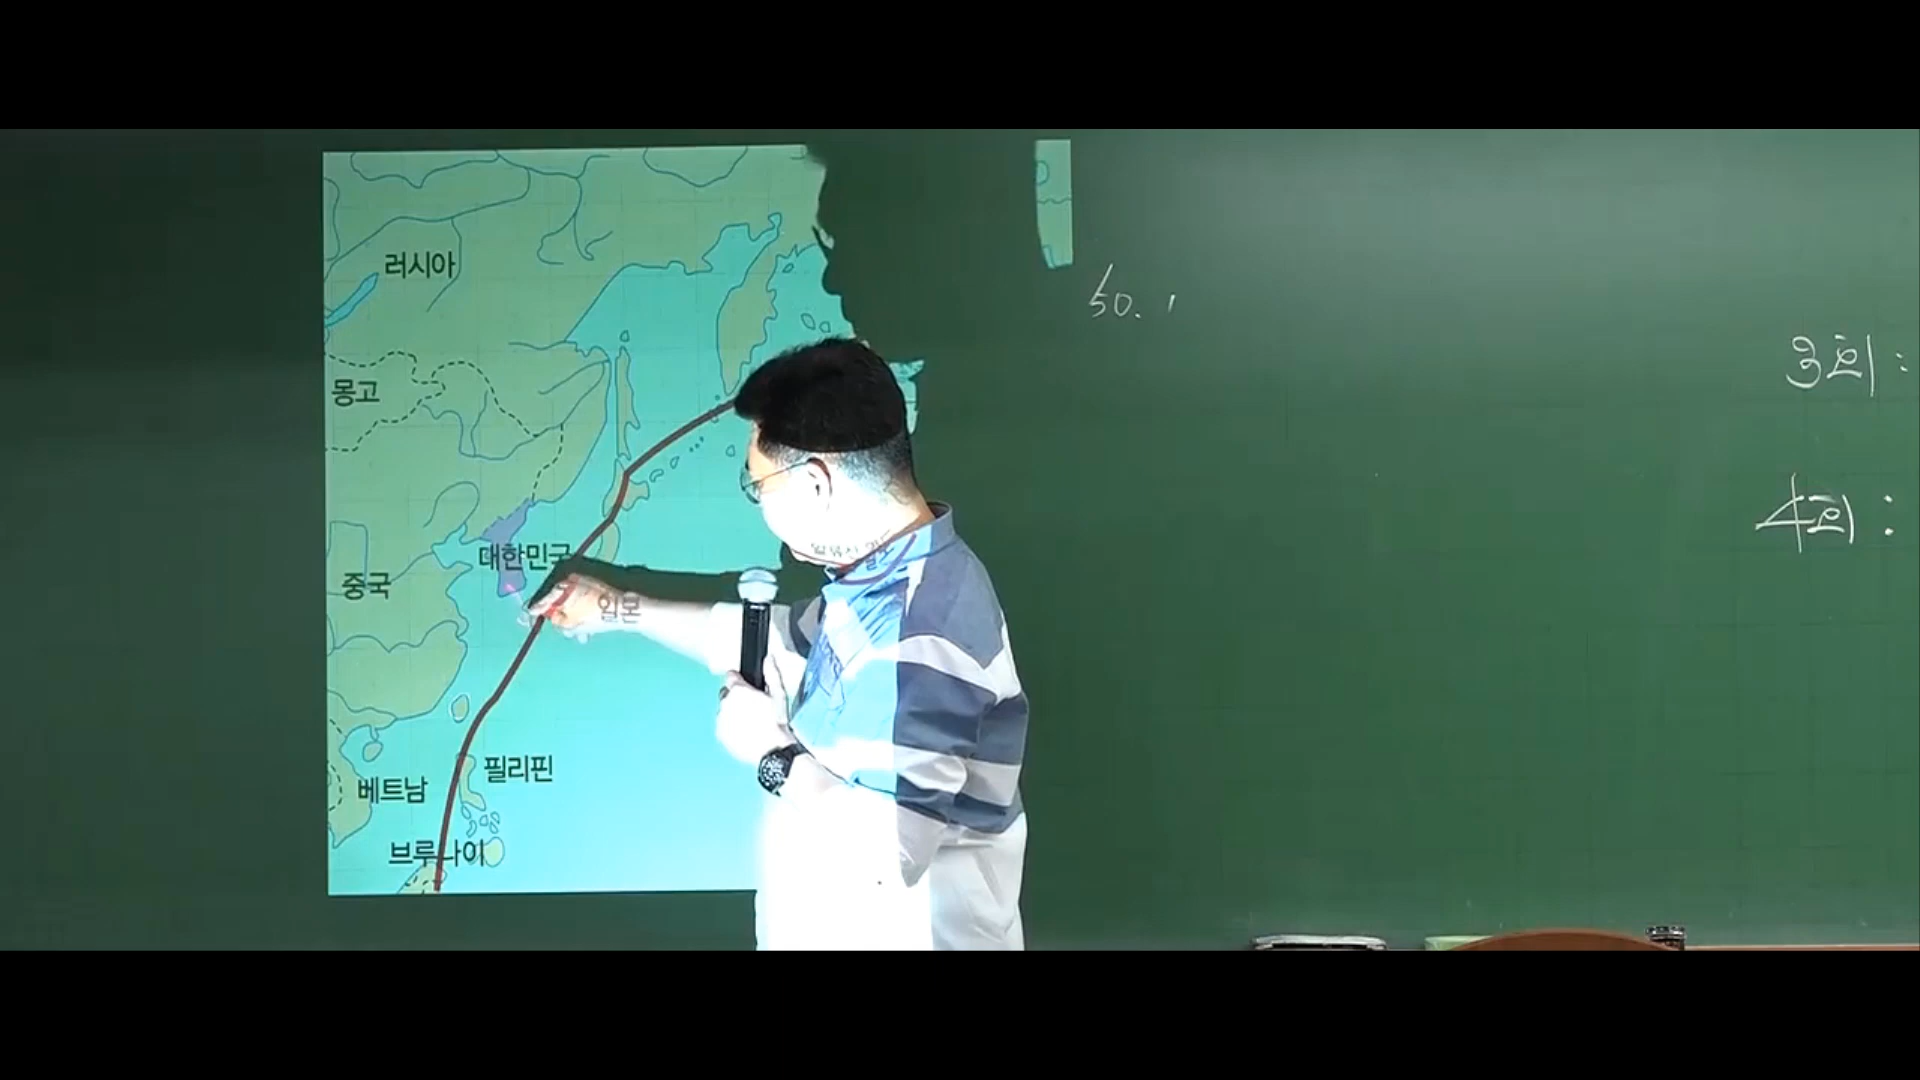 러시아
몽고
대한민국
중국
일본
필리핀
베트남
브루나이
50.1
3회 :
4회 :